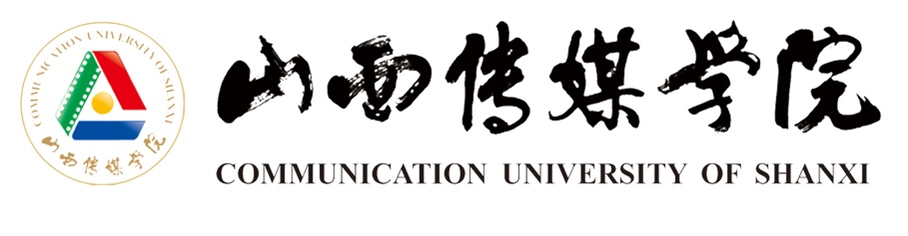 COMMUNICATION UNIVERSITY OF SHANXI
山西传媒学院
山西传媒学院
COMMUNICATION UNIVERSITY OF SHANXI